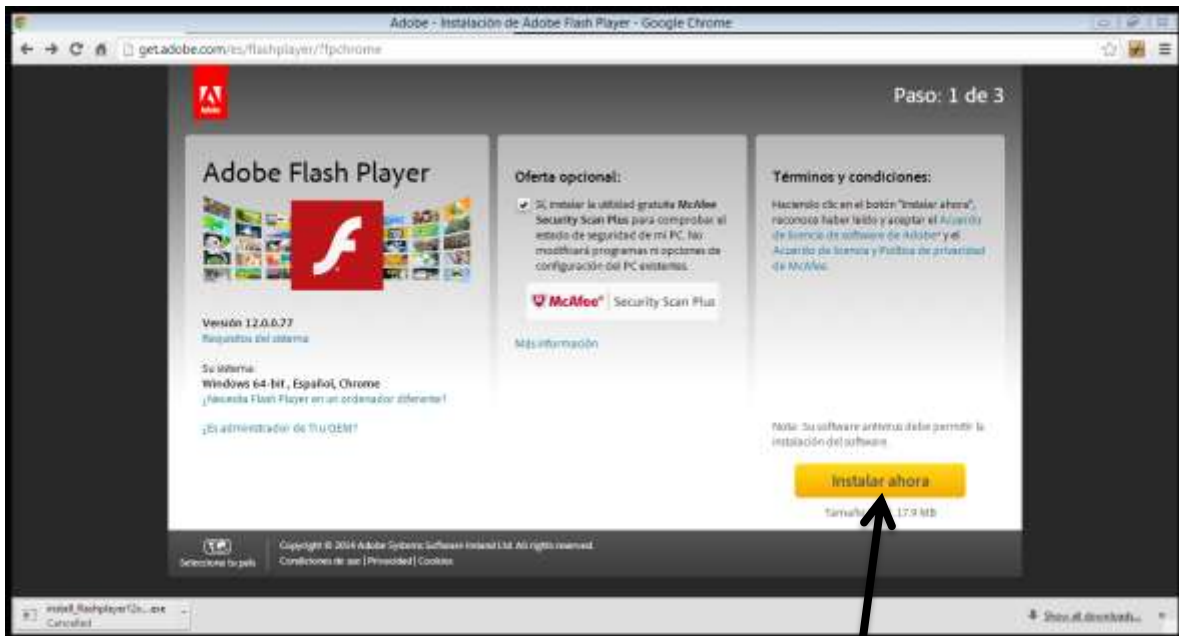 Adobe - Instalación de Adobe Flash Player - Google Chrome
get.adobe.com/es/flashplayer/?fpchrome
Adobe
Paso: 1 de 3
Adobe Flash Player
Versión 12.0.0.77
Requisitos del sistema
Su sistema:
Windows 64-bit , Español, Chrome
¿Necesita Flash Player en un ordenador diferente?
¿Es administrador de TI u OEM?
Oferta opcional:
Sí, instalar la utilidad gratuita McAfee
Security Scan Plus para comprobar el
estado de seguridad de mi PC. No
modificará programas ni opciones de
configuración del PC existentes.
McAfee® Security Scan Plus
Más información
Términos y condiciones:
Haciendo clic en el botón "Instalar ahora",
reconoce haber leído y aceptar el Acuerdo
de licencia de software de Adobe y el
Acuerdo de licencia y Política de privacidad
de McAfee.
Nota: Su software antivirus debe permitir la
instalación del software.
Instalar ahora
Tamaño 17.9 MB
Seleccione tu país
Copyright © 2014 Adobe Systems Software Ireland Ltd. All rights reserved.
Condiciones de uso | Privacidad | Cookies
install_flashplayer12x...exe
Cancelled
Show all downloads...